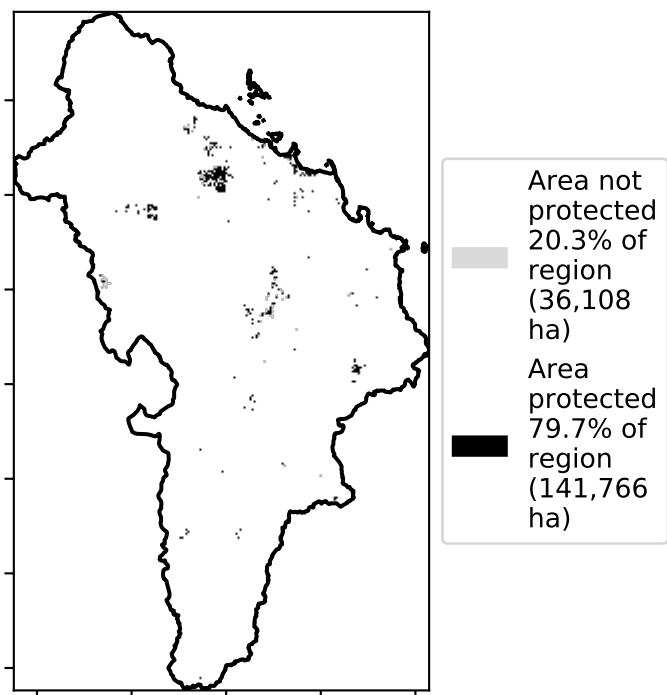 Area not
protected
20.3% of
region
(36,108
ha)
Area
protected
79.7% of
region
(141,766
ha)